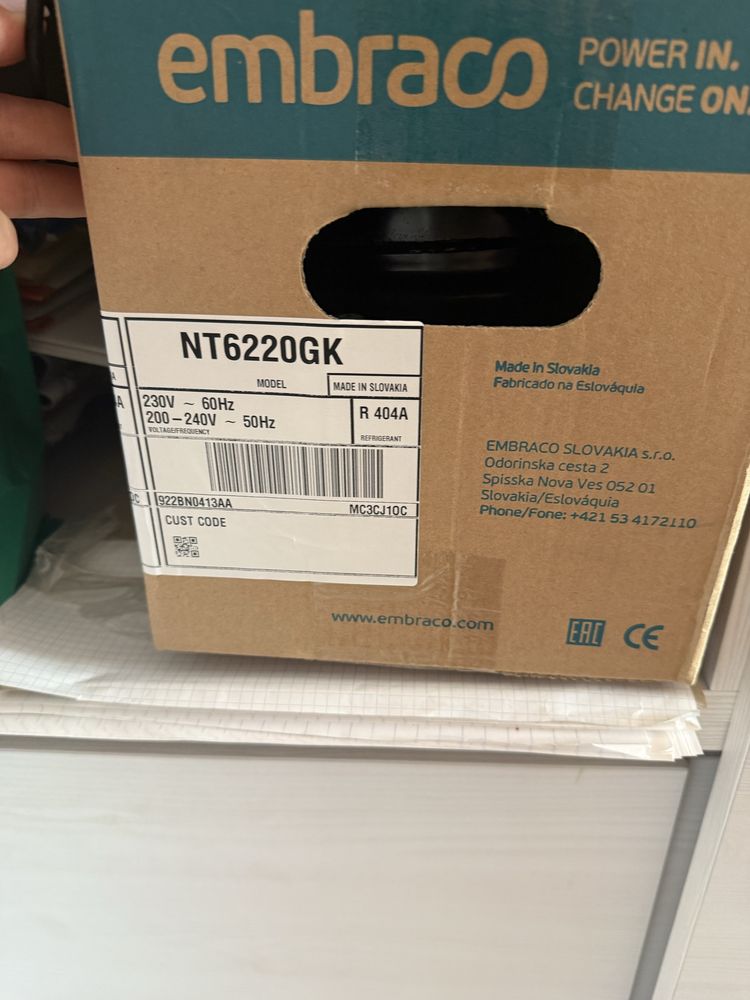 embraco
POWER IN.
CHANGE ON.
NT6220GK
MODEL
MADE IN SLOVAKIA
A
A
230V ~ 60Hz
200-240V ~ 50Hz
VOLTAGE/FREQUENCY
R 404A
REFRIGERANT
922BN0413AA
MC3CJ10C
CUST CODE
Made in Slovakia
Fabricado na Eslováquia
EMBRACO SLOVAKIA s.r.o.
Odorinska cesta 2
Spisska Nova Ves 052 01
Slovakia/Eslováquia
Phone/Fone: +421 53 4172110
www.embraco.com
EAC CE